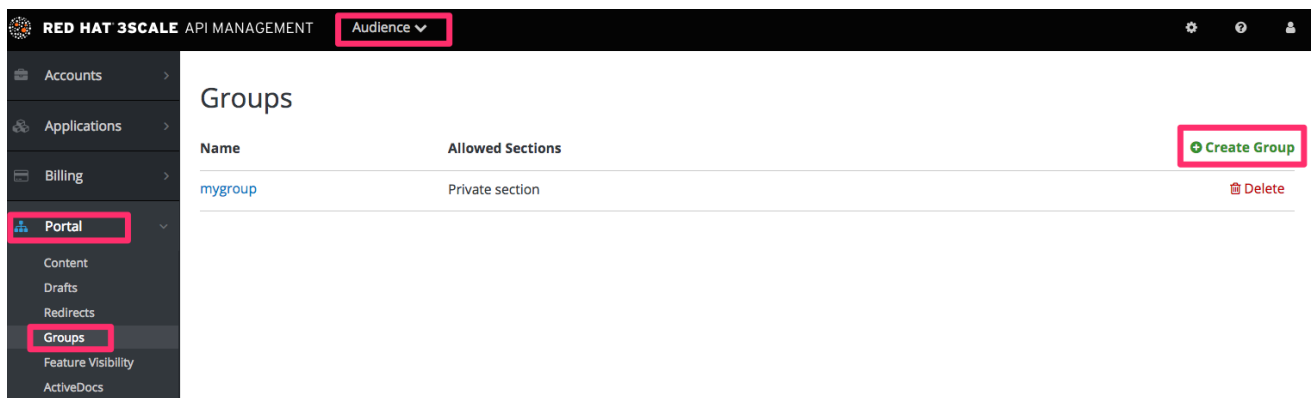 RED HAT 3SCALE API MANAGEMENT Audience
Accounts
Applications
Billing
Portal
Content
Drafts
Redirects
Groups
Feature Visibility
ActiveDocs
Groups
Name Allowed Sections Create Group
mygroup Private section Delete